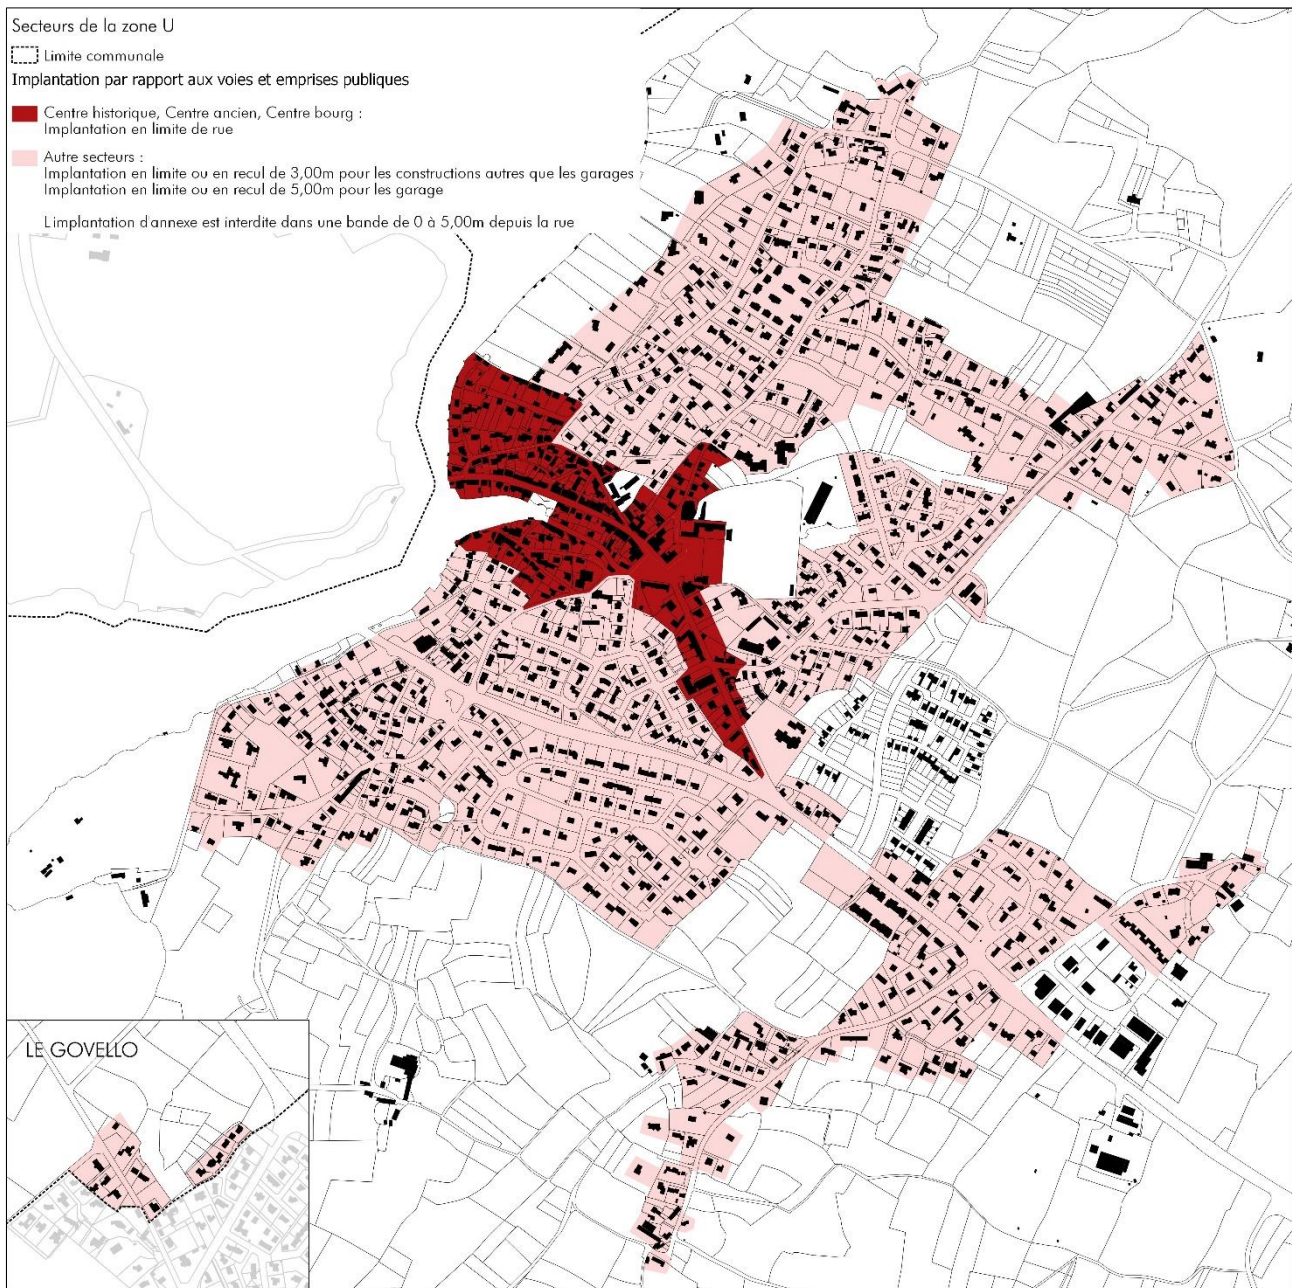 Secteurs de la zone U
Limite communale
Implantation par rapport aux voies et emprises publiques
Centre historique, Centre ancien, Centre bourg :
Implantation en limite de rue
Autre secteurs :
Implantation en limite ou en recul de 3,00m pour les constructions autres que les garages
Implantation en limite ou en recul de 5,00m pour les garage
Limplantation d'annexe est interdite dans une bande de 0 à 5,00m depuis la rue
LE GOVELLO